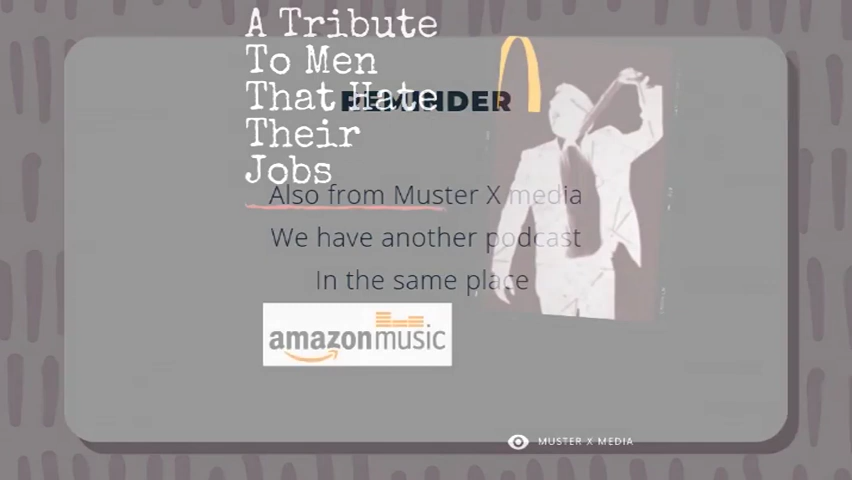 A Tribute
To Men
That Hate
Their
Jobs
REMINDER
Also from Muster X media
We have another podcast
In the same place
amazon music
MUSTER X MEDIA